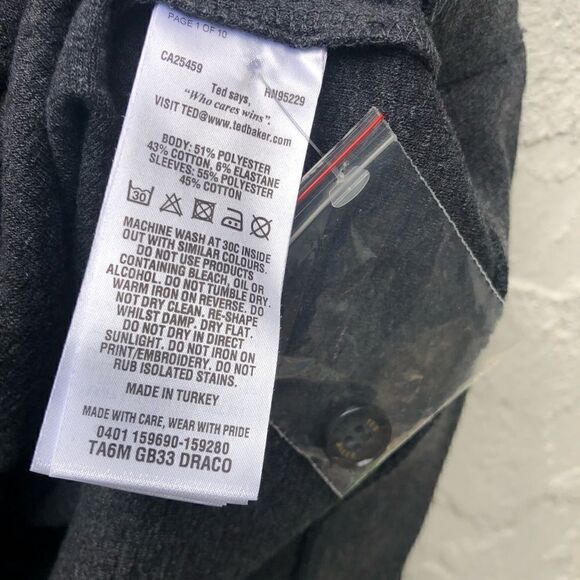 PAGE 1 OF 10
CA25459 RN95229
Ted says,
"Who cares wins".
VISIT TED@www.tedbaker.com
BODY: 51% POLYESTER
43% COTTON, 6% ELASTANE
SLEEVES: 55% POLYESTER
45% COTTON
30
MACHINE WASH AT 30C INSIDE
OUT WITH SIMILAR COLOURS.
DO NOT USE PRODUCTS
CONTAINING BLEACH, OIL OR
ALCOHOL. DO NOT TUMBLE DRY.
WARM IRON ON REVERSE. DO
NOT DRY CLEAN. RE-SHAPE
WHILST DAMP. DRY FLAT.
DO NOT DRY IN DIRECT
SUNLIGHT. DO NOT IRON ON
PRINT/EMBROIDERY. DO NOT
RUB ISOLATED STAINS.
MADE IN TURKEY
MADE WITH CARE, WEAR WITH PRIDE
0401 159690-159280
TA6M GB33 DRACO